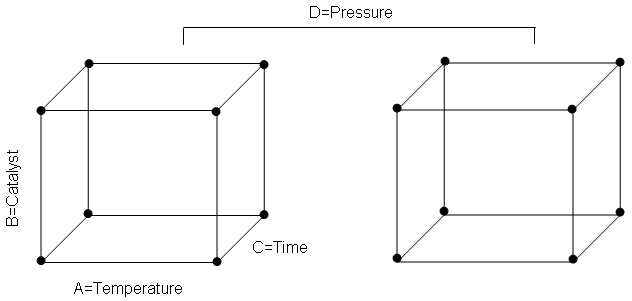 D=Pressure
B=Catalyst
C=Time
A=Temperature